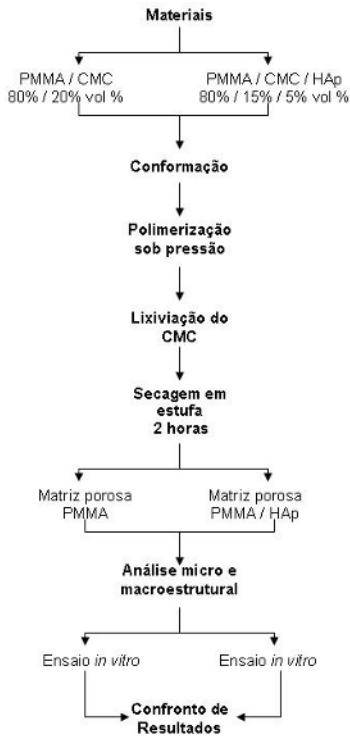 Materiais
PMMA / CMC
80% / 20% vol %
PMMA / CMC / HAp
80% / 15% / 5% vol %
Conformação
Polimerização
sob pressão
Lixiviação do
CMC
Secagem em
estufa
2 horas
Matriz porosa
PMMA
Matriz porosa
PMMA / HAp
Análise micro e
macroestrutural
Ensaio in vitro
Ensaio in vitro
Confronto de
Resultados